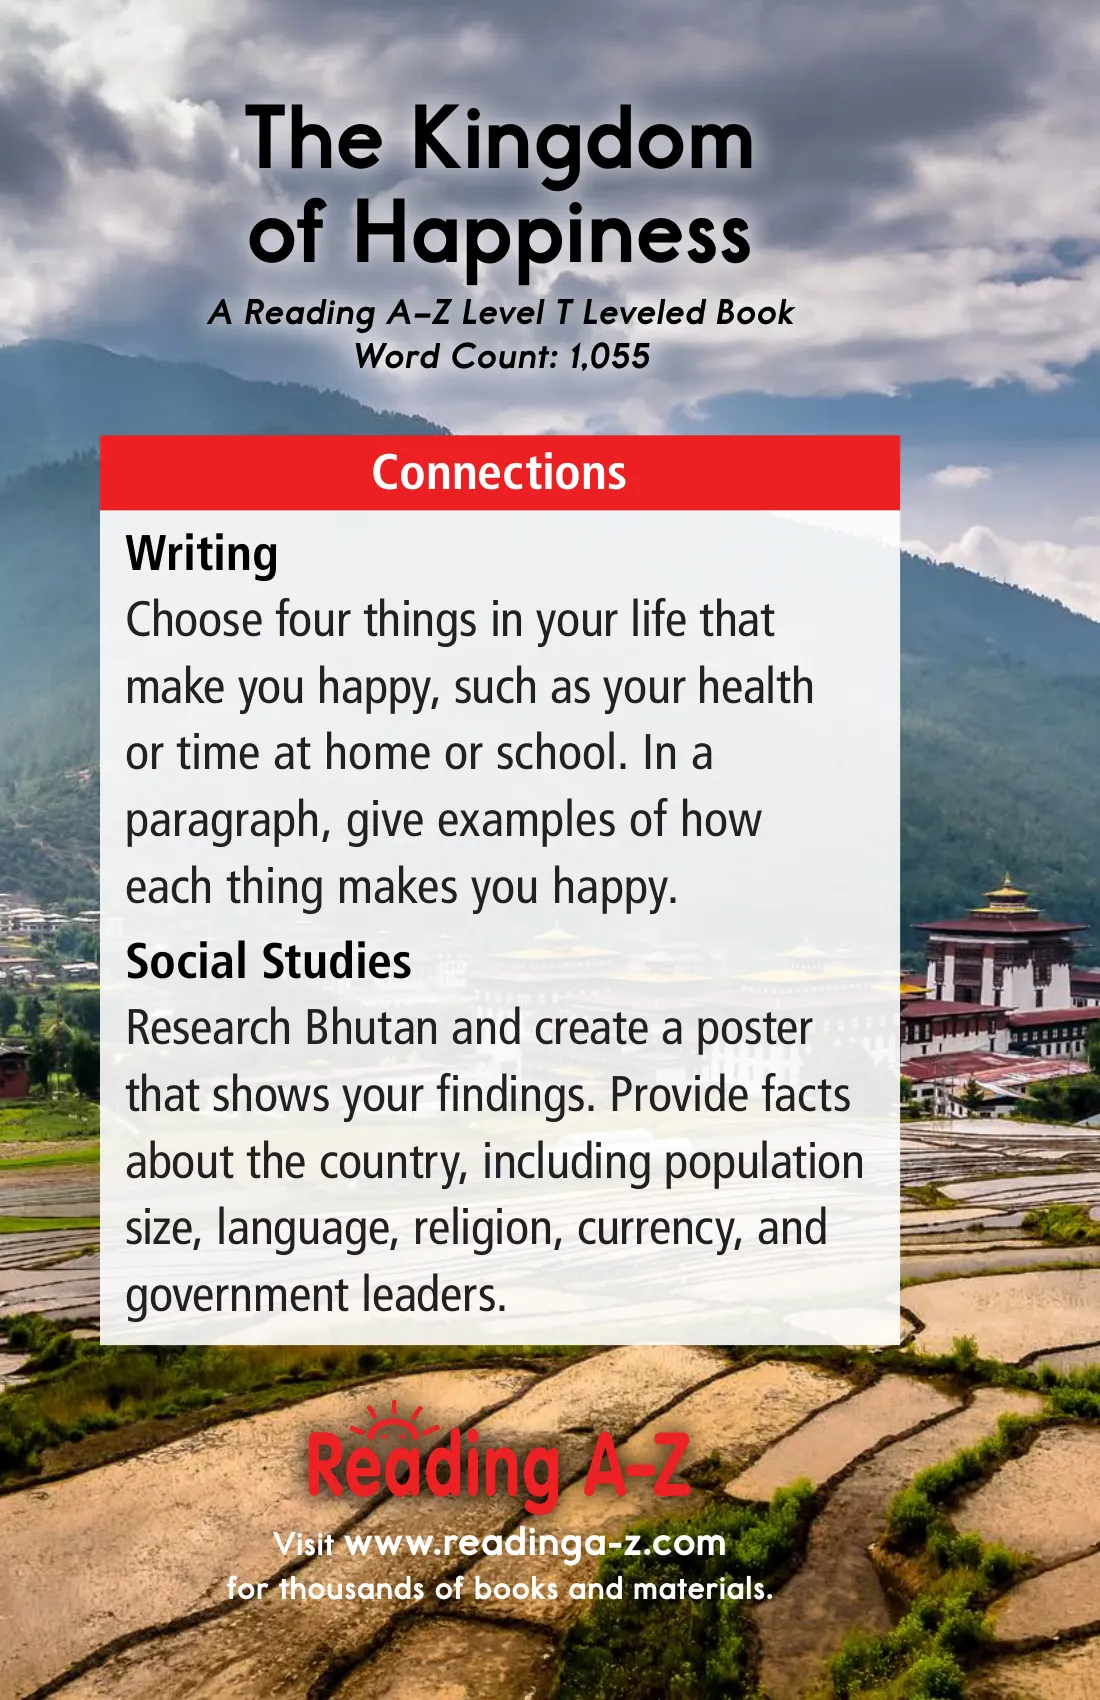 The Kingdom
of Happiness
A Reading A–Z Level T Leveled Book
Word Count: 1,055
Connections
Writing
Choose four things in your life that
make you happy, such as your health
or time at home or school. In a
paragraph, give examples of how
each thing makes you happy.
Social Studies
Research Bhutan and create a poster
that shows your findings. Provide facts
about the country, including population
size, language, religion, currency, and
government leaders.
Reading A–Z
Visit www.readinga-z.com
for thousands of books and materials.